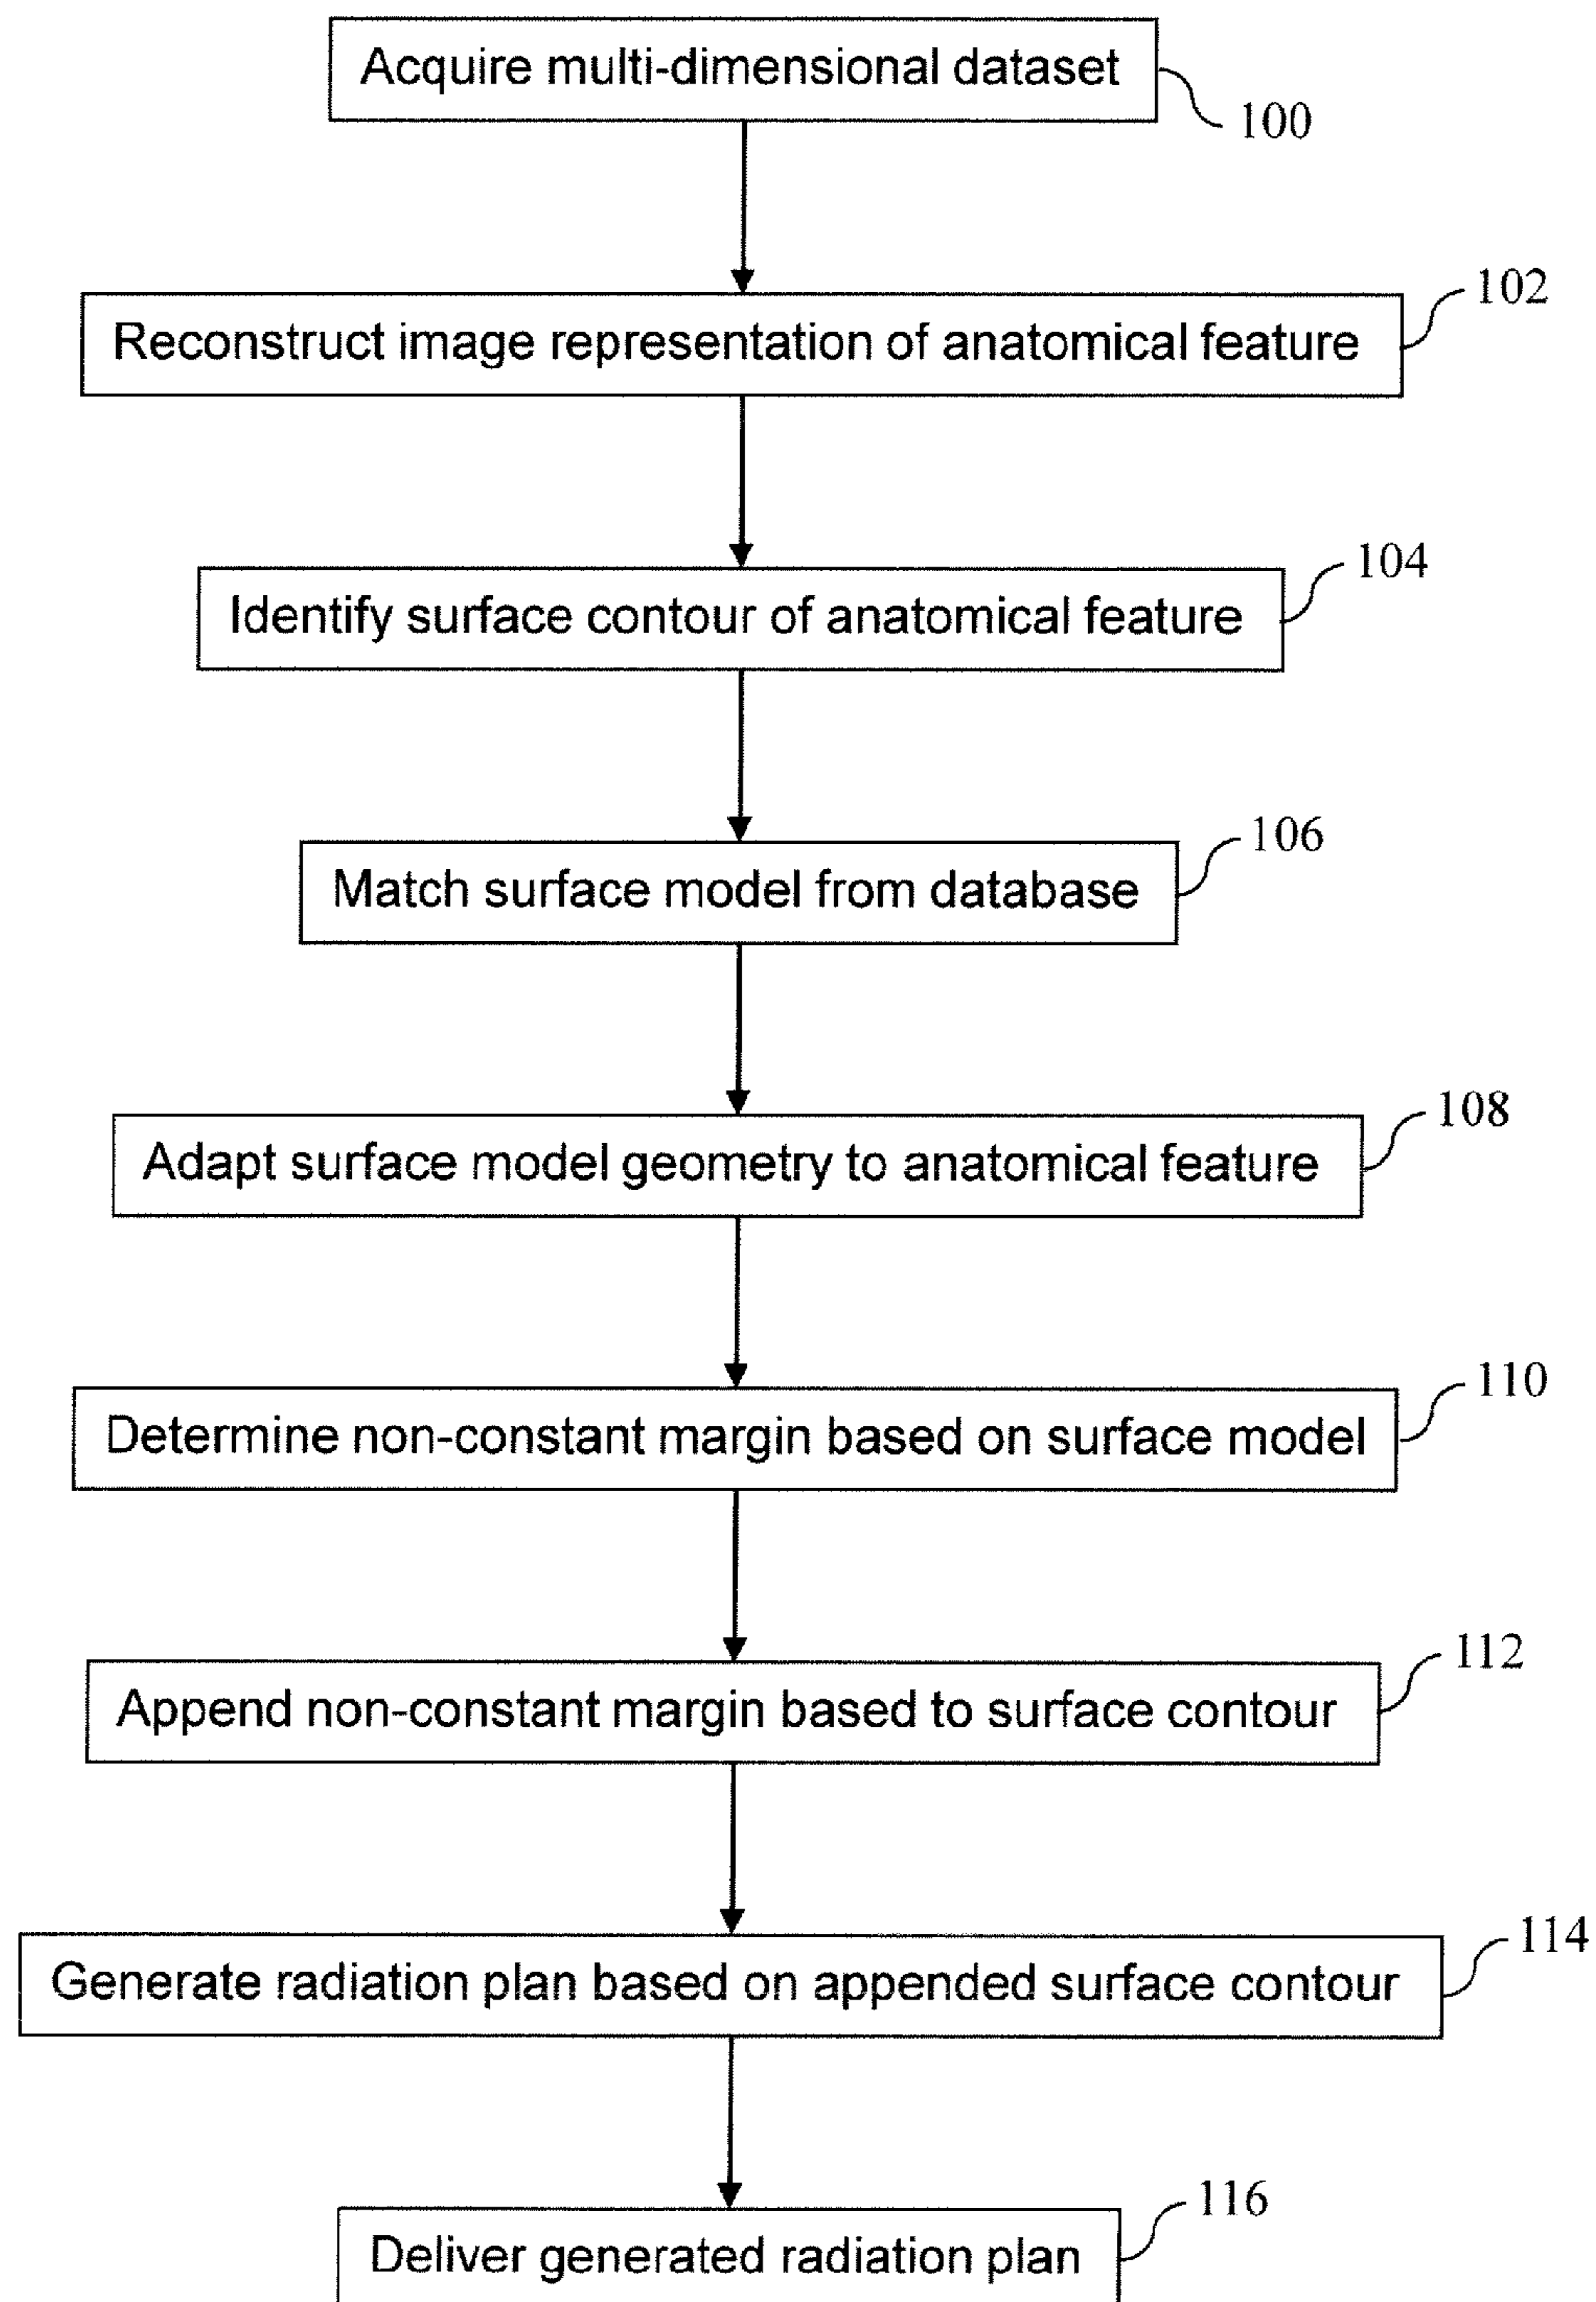 Acquire multi-dimensional dataset
100
Reconstruct image representation of anatomical feature
102
Identify surface contour of anatomical feature
104
Match surface model from database
106
Adapt surface model geometry to anatomical feature
108
Determine non-constant margin based on surface model
110
Append non-constant margin based to surface contour
112
Generate radiation plan based on appended surface contour
114
Deliver generated radiation plan
116